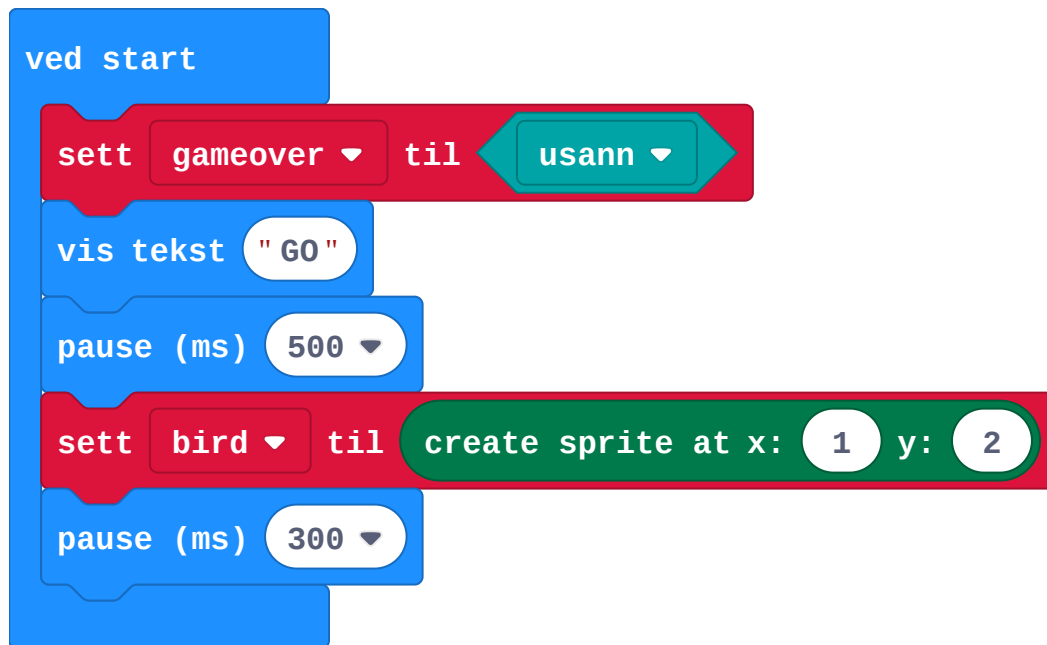 ved start
sett gameover til usann
vis tekst "GO"
pause (ms) 500
sett bird til create sprite at x: 1 y: 2
pause (ms) 300